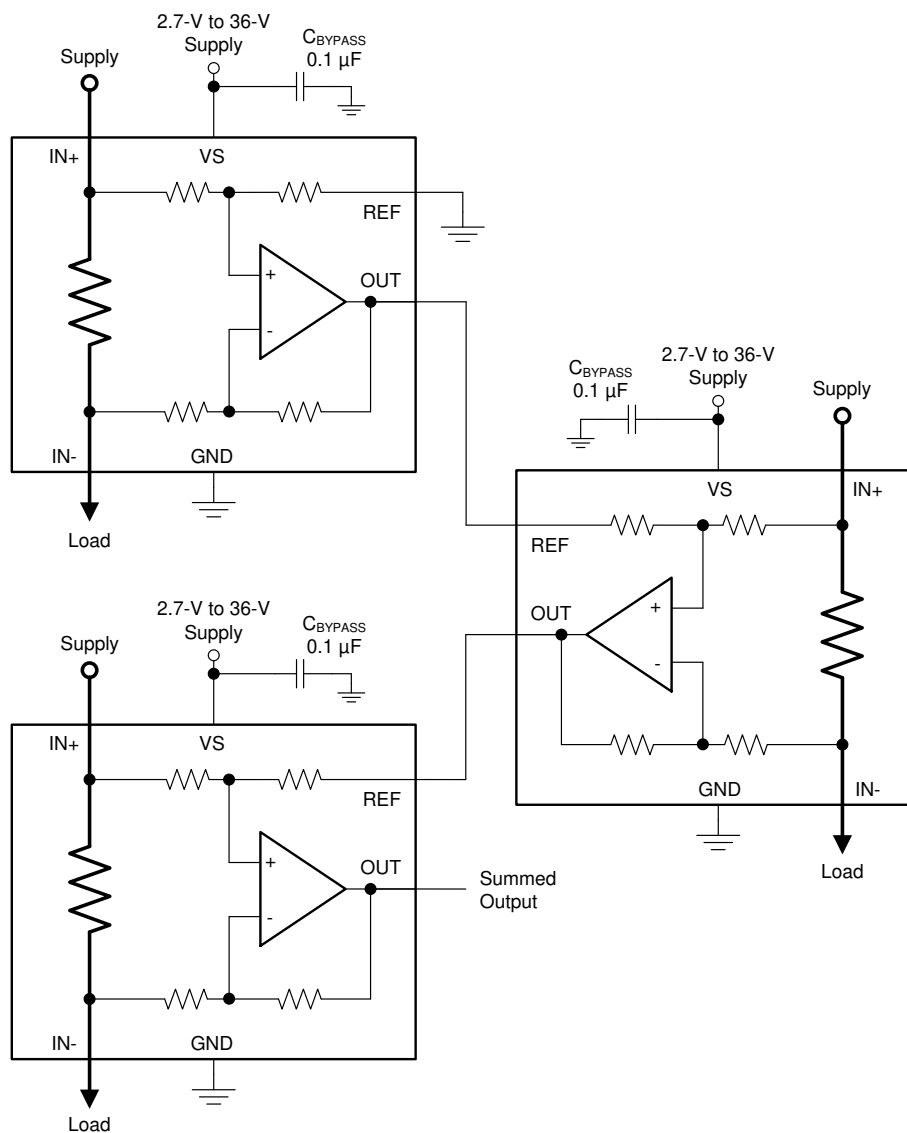 2.7-V to 36-V
Supply
CBYPASS
0.1 µF
Supply
IN+
VS
REF
+
OUT
-
IN-
GND
Load
2.7-V to 36-V
Supply
CBYPASS
0.1 µF
Supply
VS
IN+
REF
OUT
+
-
GND
IN-
Load
2.7-V to 36-V
Supply
CBYPASS
0.1 µF
Supply
IN+
VS
REF
+
OUT
-
Summed
Output
IN-
GND
Load